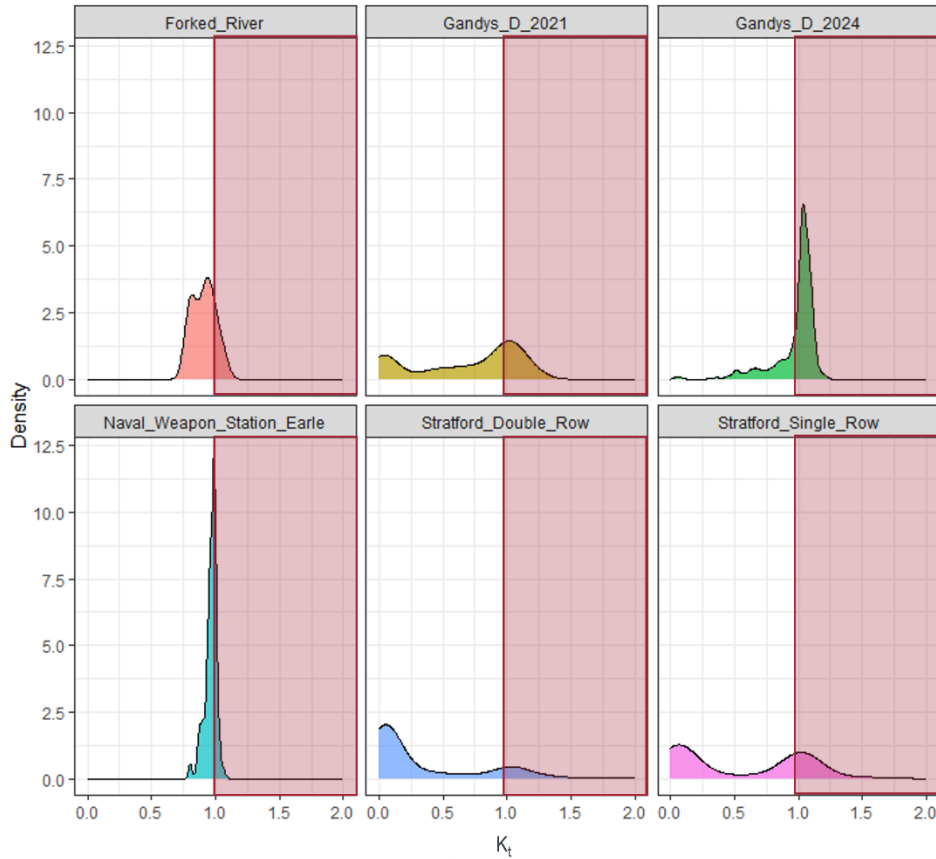 Forked_River
Gandys_D_2021
Gandys_D_2024
12.5
10.0
7.5
5.0
2.5
0.0
Density
Naval_Weapon_Station_Earle
Stratford_Double_Row
Stratford_Single_Row
12.5
10.0
7.5
5.0
2.5
0.0
0.0 0.5 1.0 1.5 2.0
0.0 0.5 1.0 1.5 2.0
0.0 0.5 1.0 1.5 2.0
Kt